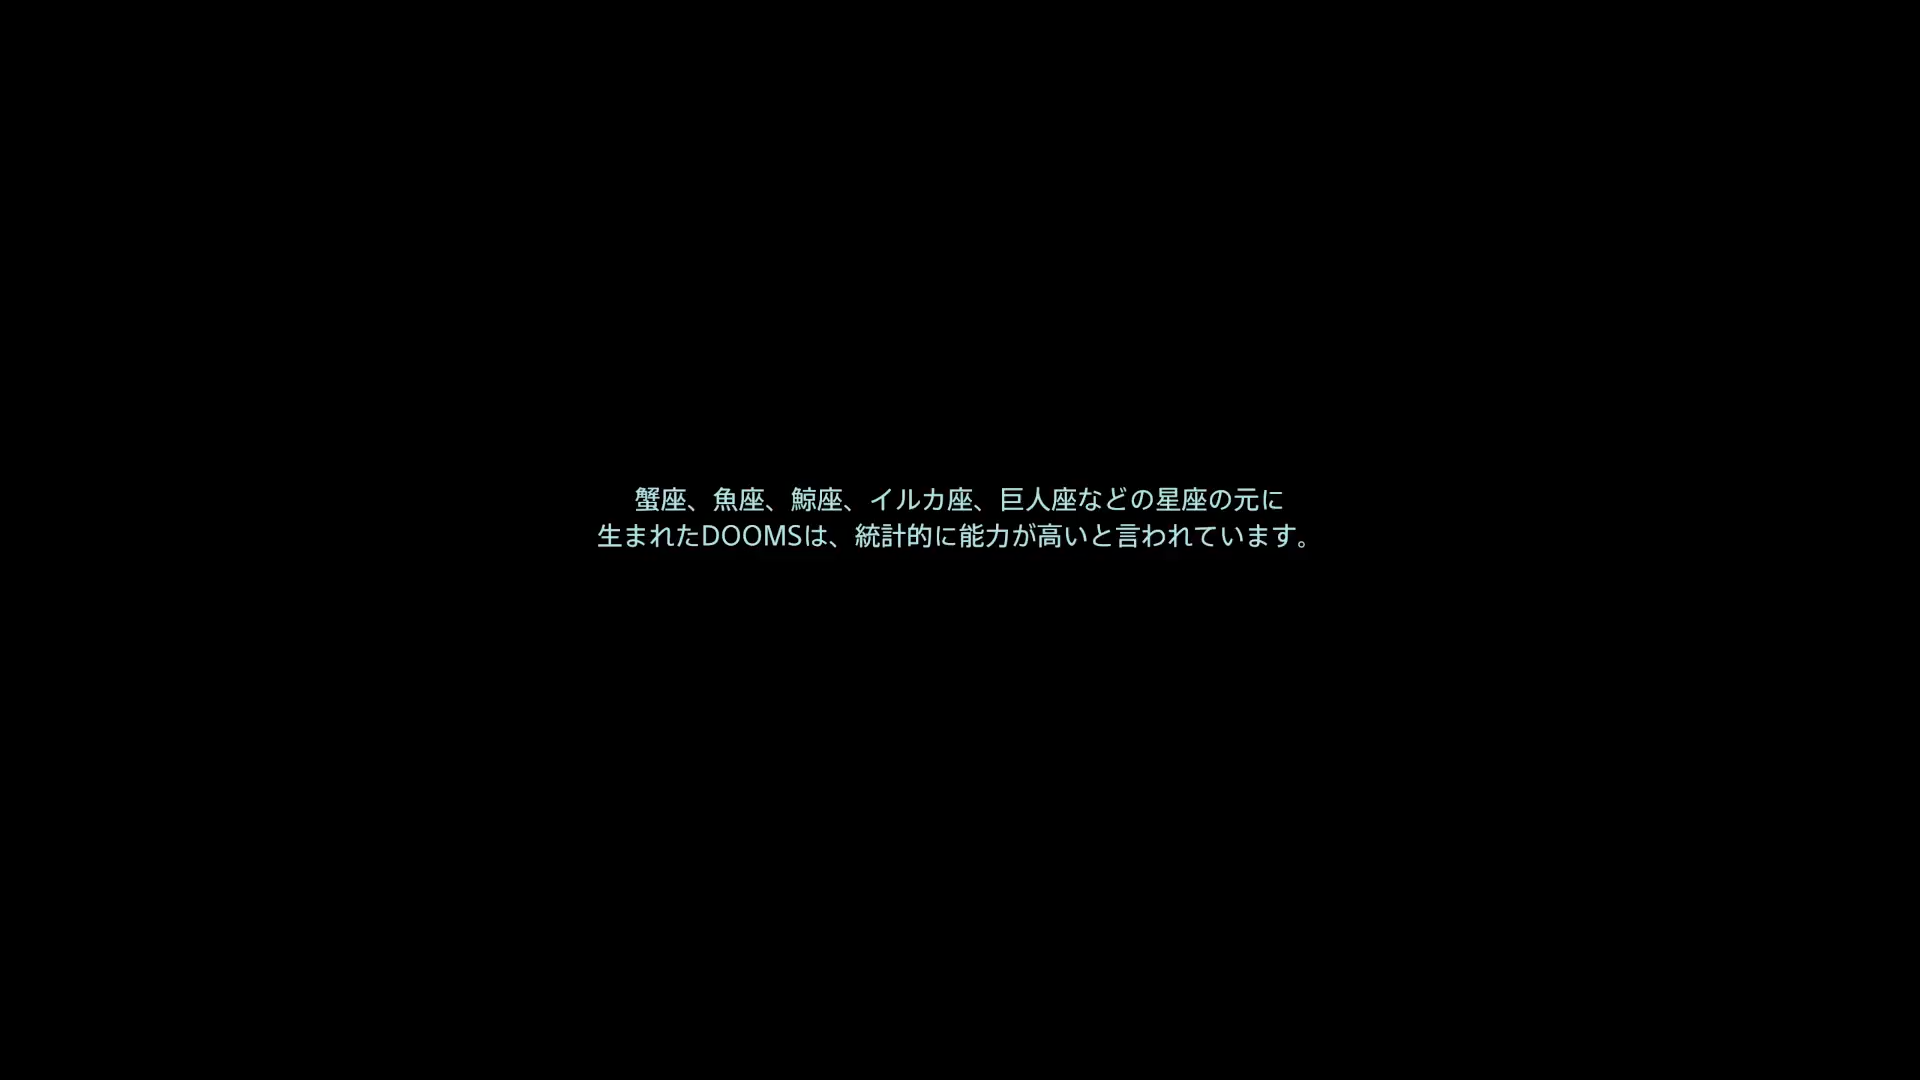 蟹座、魚座、鯨座、イルカ座、巨人座などの星座の元に
生まれたDOOMSは、統計的に能力が高いと言われています。